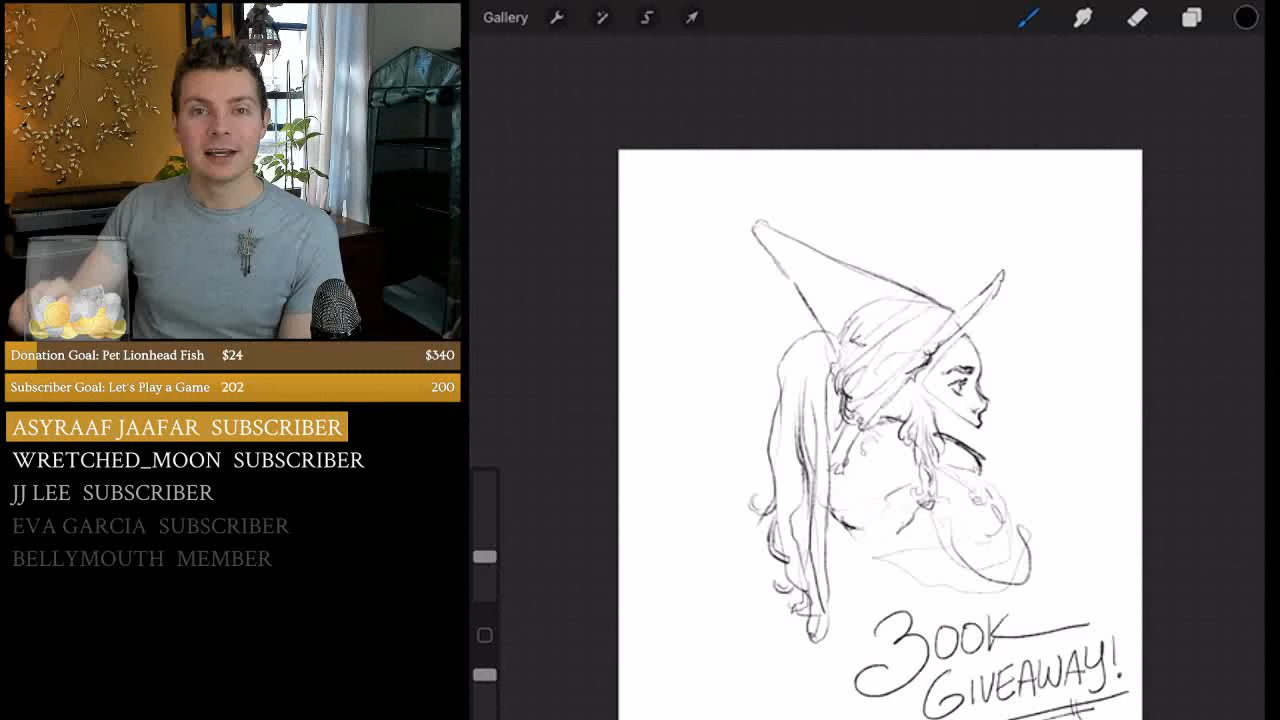 Gallery
Donation Goal: Pet Lionhead Fish $24 $340
Subscriber Goal: Let's Play a Game 202 200
ASYRAAF JAAFAR SUBSCRIBER
WRETCHED_MOON SUBSCRIBER
JJ LEE SUBSCRIBER
EVA GARCIA SUBSCRIBER
BELLYMOUTH MEMBER
300K
GIVEAWAY!